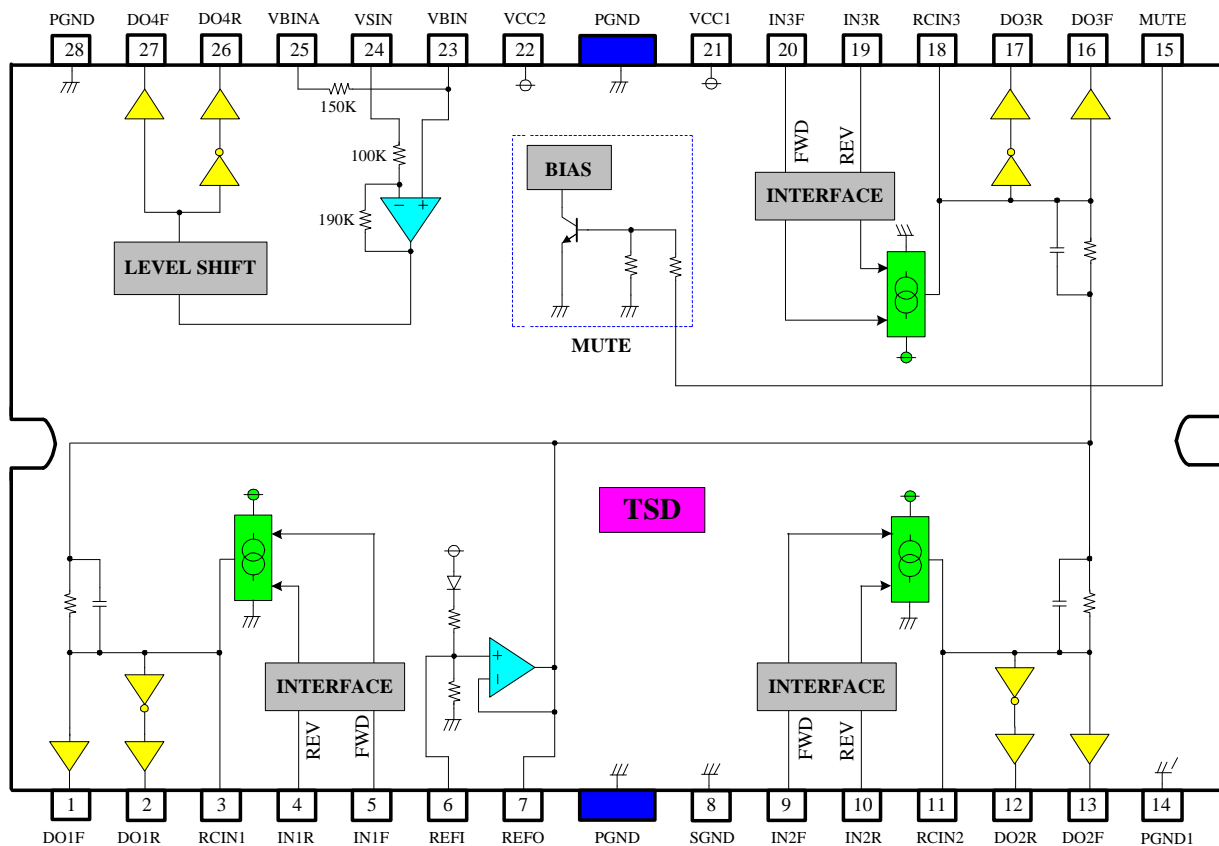 PGND DO4F DO4R VBINA VSIN VBIN VCC2 PGND VCC1 IN3F IN3R RCIN3 DO3R DO3F MUTE
28 27 26 25 24 23 22 21 20 19 18 17 16 15
150K
100K
190K
FWD
REV
BIAS
INTERFACE
LEVEL SHIFT
MUTE
TSD
INTERFACE
INTERFACE
REV
FWD
FWD
REV
+
−
−
+
1 2 3 4 5 6 7 8 9 10 11 12 13 14
DO1F DO1R RCIN1 IN1R IN1F REFI REFO PGND SGND IN2F IN2R RCIN2 DO2R DO2F PGND1